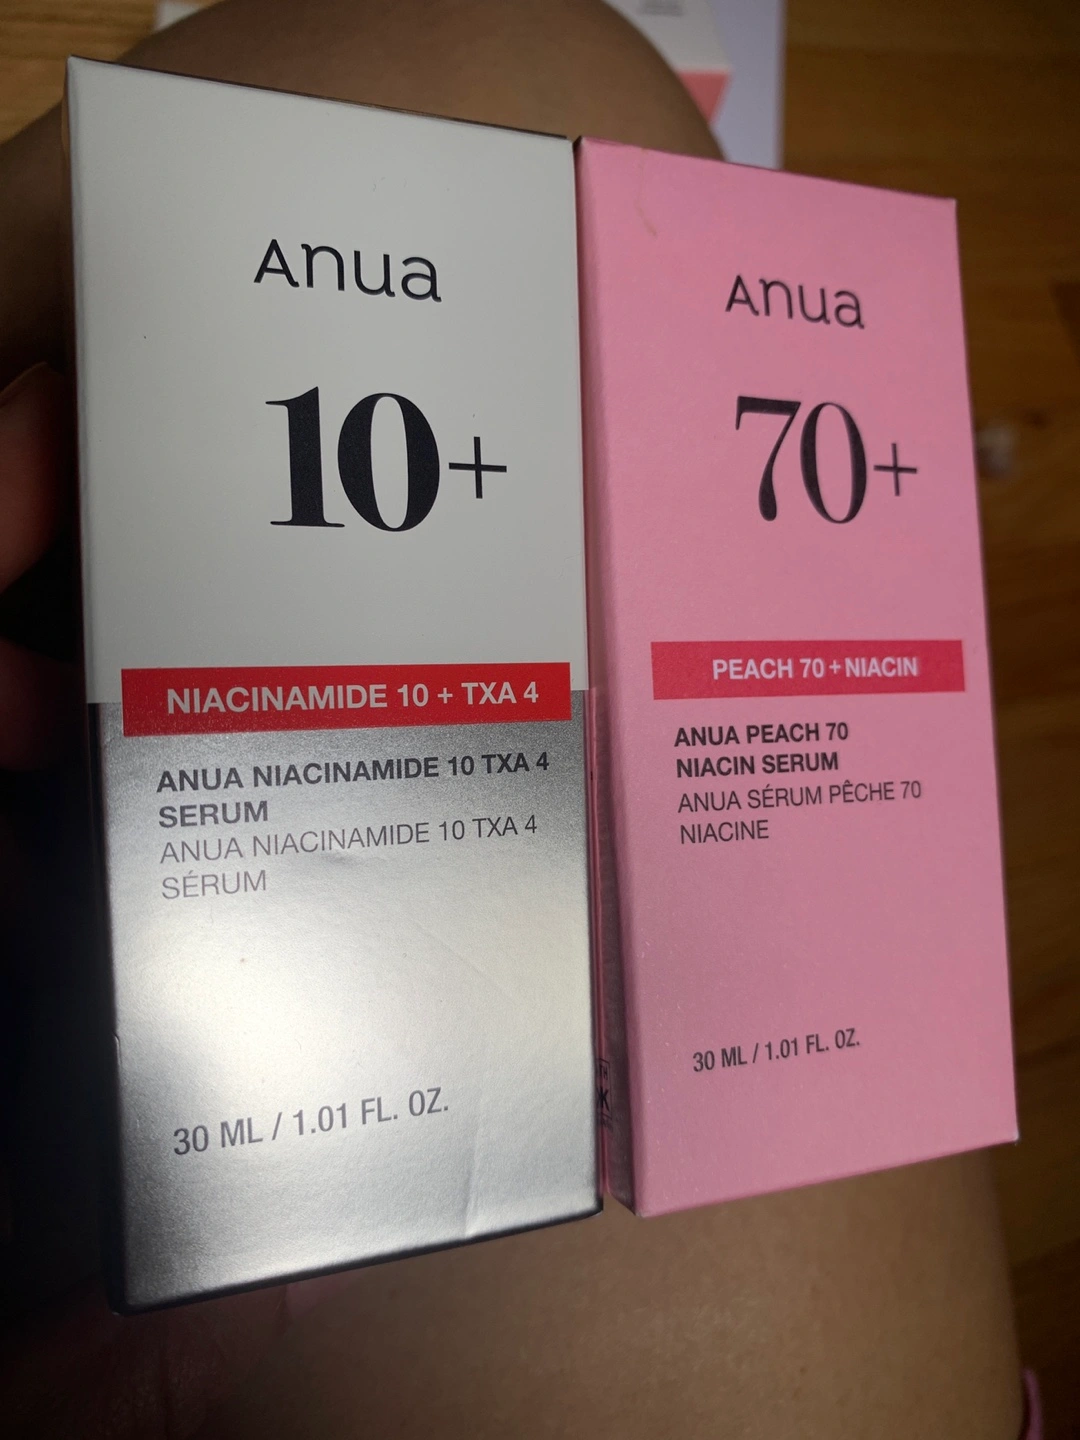 Anua
10+
NIACINAMIDE 10 + TXA 4
ANUA NIACINAMIDE 10 TXA 4
SERUM
ANUA NIACINAMIDE 10 TXA 4
SÉRUM
30 ML / 1.01 FL. OZ.
Anua
70+
PEACH 70 + NIACIN
ANUA PEACH 70
NIACIN SERUM
ANUA SÉRUM PÊCHE 70
NIACINE
30 ML / 1.01 FL. OZ.